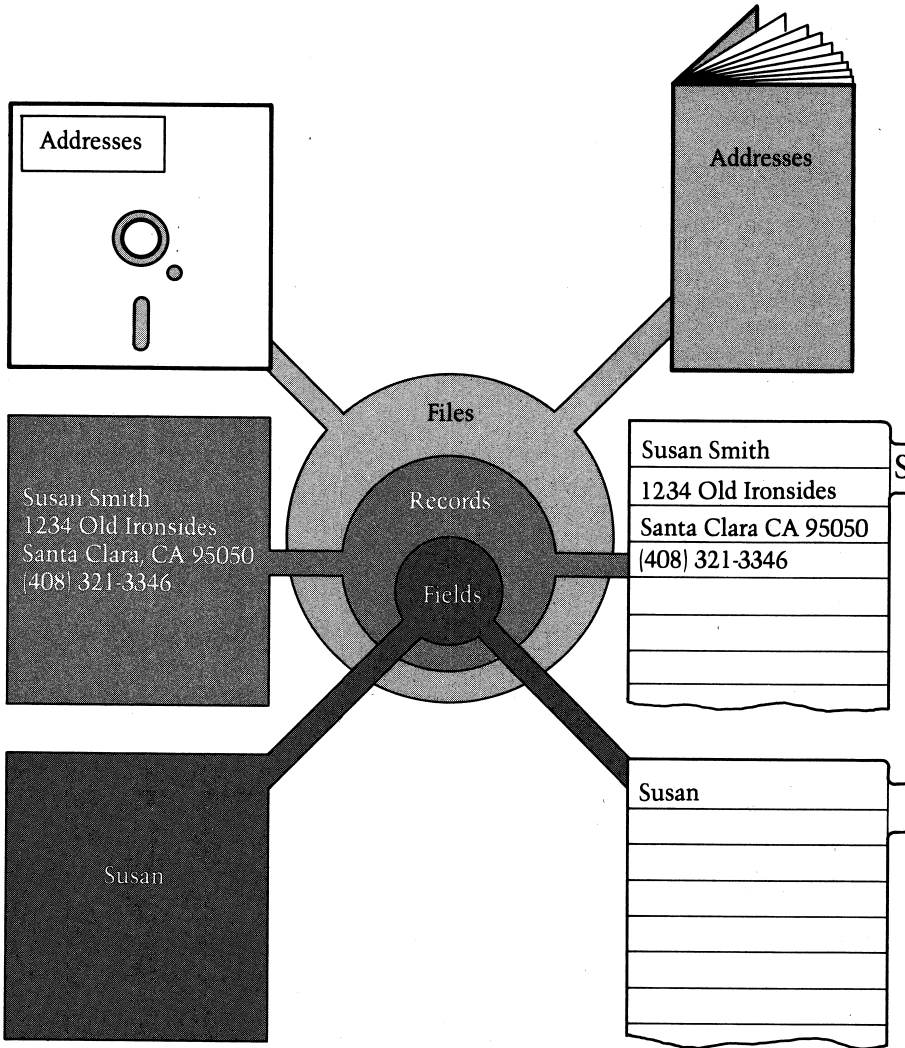 Addresses
Addresses
Files
Susan Smith
1234 Old Ironsides
Santa Clara, CA 95050
(408) 321-3346
Records
Fields
Susan Smith
1234 Old Ironsides
Santa Clara CA 95050
(408) 321-3346
S
Susan
Susan